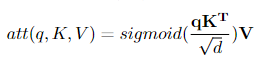 att(q, K, V) = sigmoid(qK^T / √d)V